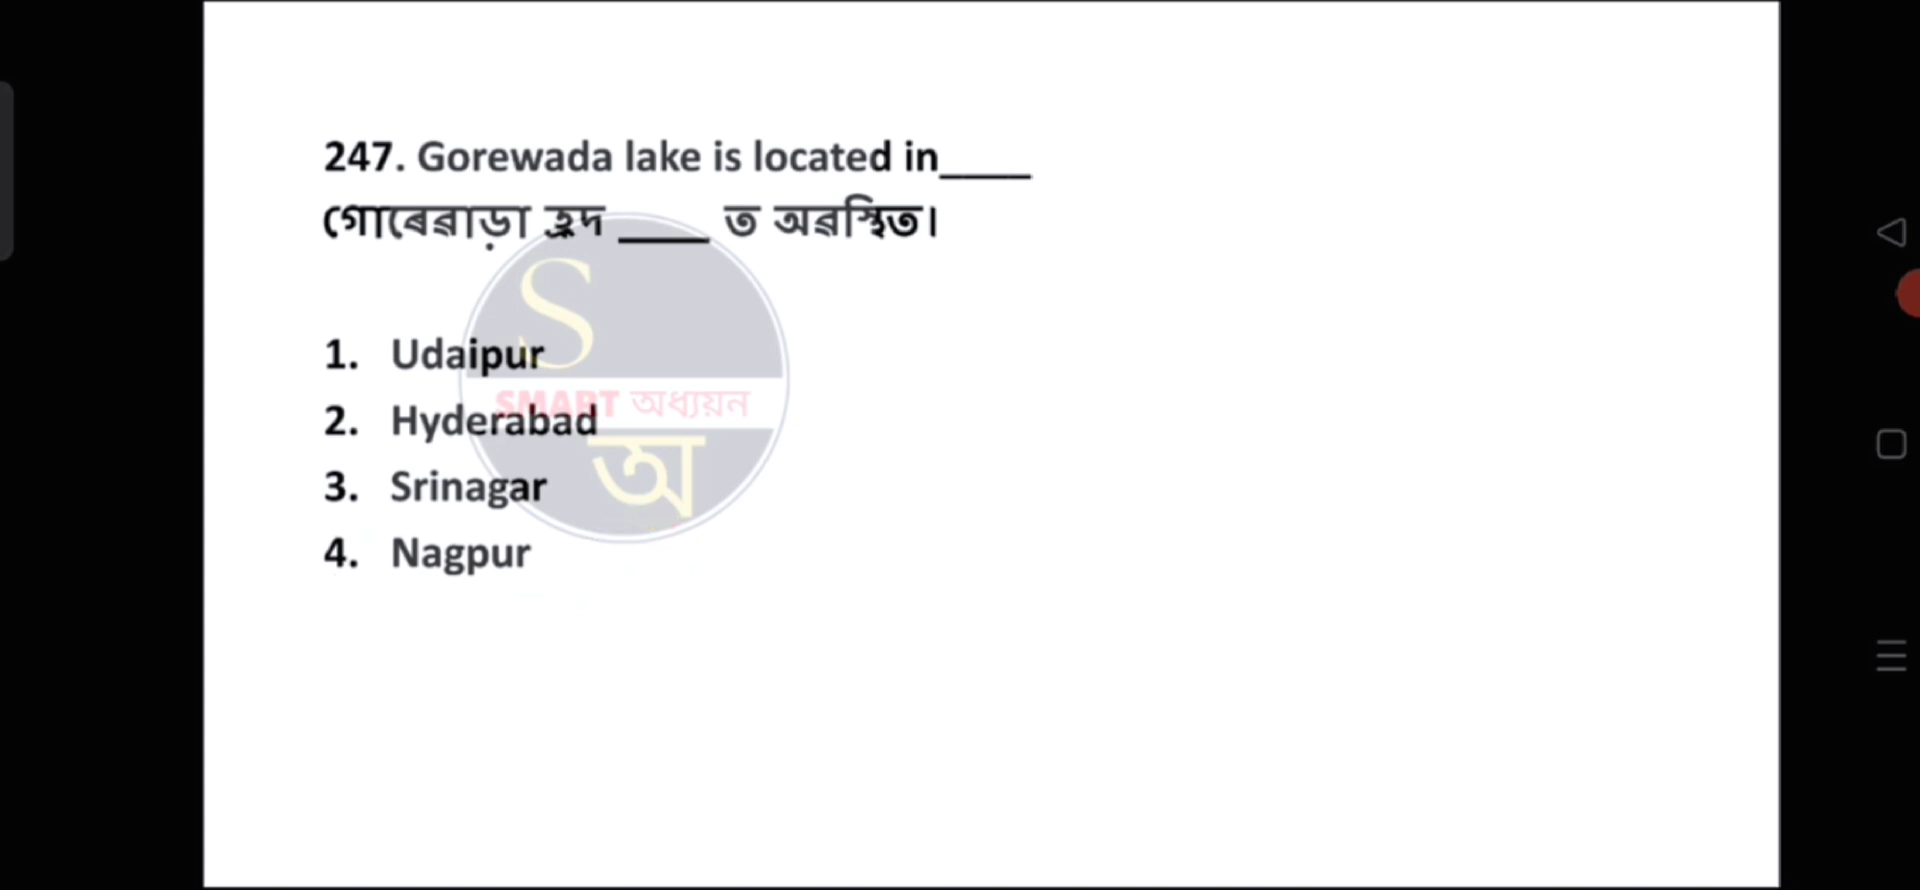 247. Gorewada lake is located in____
গোৰেৱাড়া হ্ৰদ ____ ত অৱস্থিত।
S
1. Udaipur
SMART অধ্যয়ন
2. Hyderabad
অ
3. Srinagar
4. Nagpur